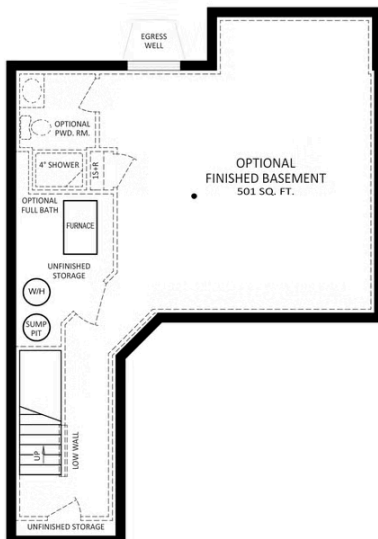 EGRESS
WELL
OPTIONAL
PWD. RM.
4" SHOWER
1S+R
OPTIONAL
FINISHED BASEMENT
501 SQ. FT.
OPTIONAL
FULL BATH
FURNACE
UNFINISHED
STORAGE
W/H
SUMP
PIT
UP
LOW WALL
UNFINISHED STORAGE